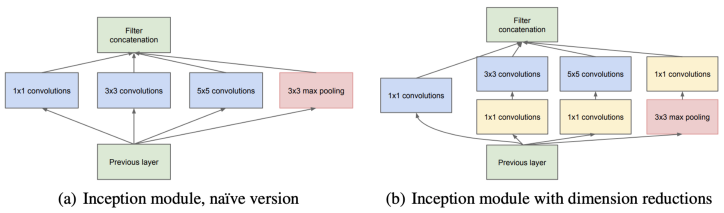 Filter
concatenation
1x1 convolutions
3x3 convolutions
5x5 convolutions
3x3 max pooling
Previous layer
(a) Inception module, naïve version
Filter
concatenation
3x3 convolutions
5x5 convolutions
1x1 convolutions
1x1 convolutions
1x1 convolutions
1x1 convolutions
3x3 max pooling
Previous layer
(b) Inception module with dimension reductions